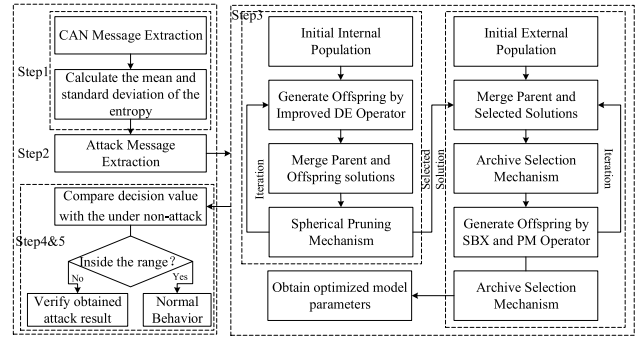 Step1
CAN Message Extraction
Calculate the mean and
standard deviation of the
entropy
Step2
Attack Message
Extraction
Step4&5
Compare decision value
with the under non-attack
Inside the range?
No
Yes
Verify obtained
attack result
Normal
Behavior
Step3
Initial Internal
Population
Generate Offspring by
Improved DE Operator
Merge Parent and
Offspring solutions
Spherical Pruning
Mechanism
Iteration
Selected
Solution
Initial External
Population
Merge Parent and
Selected Solutions
Archive Selection
Mechanism
Generate Offspring by
SBX and PM Operator
Iteration
Archive Selection
Mechanism
Obtain optimized model
parameters